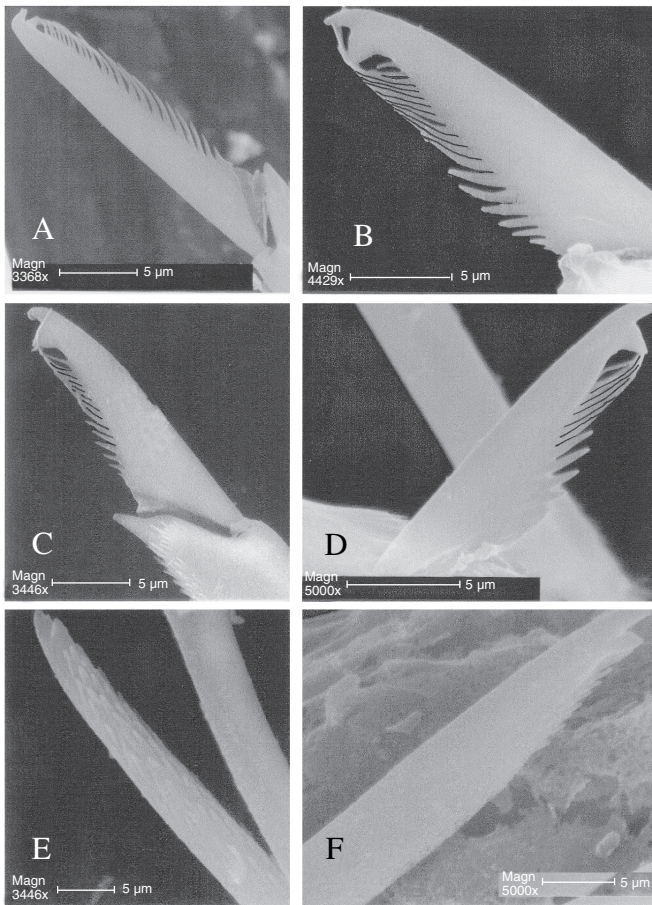 A
Magn
3368x 5 µm
B
Magn
4429x 5 µm
C
Magn
3446x 5 µm
D
Magn
5000x 5 µm
E
Magn
3446x 5 µm
F
Magn
5000x 5 µm